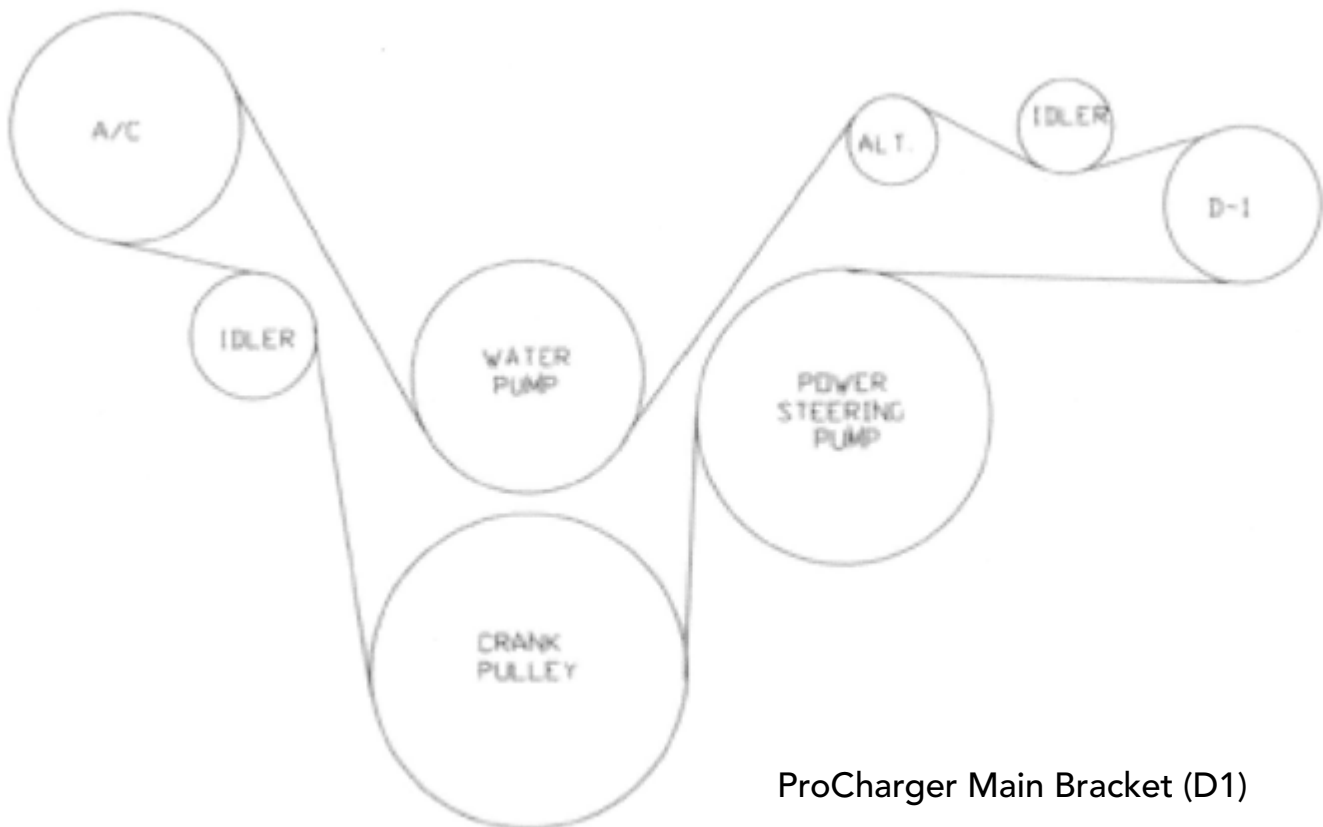 A/C
IDLER
WATER
PUMP
CRANK
PULLEY
ALT.
IDLER
D-1
POWER
STEERING
PUMP
ProCharger Main Bracket (D1)